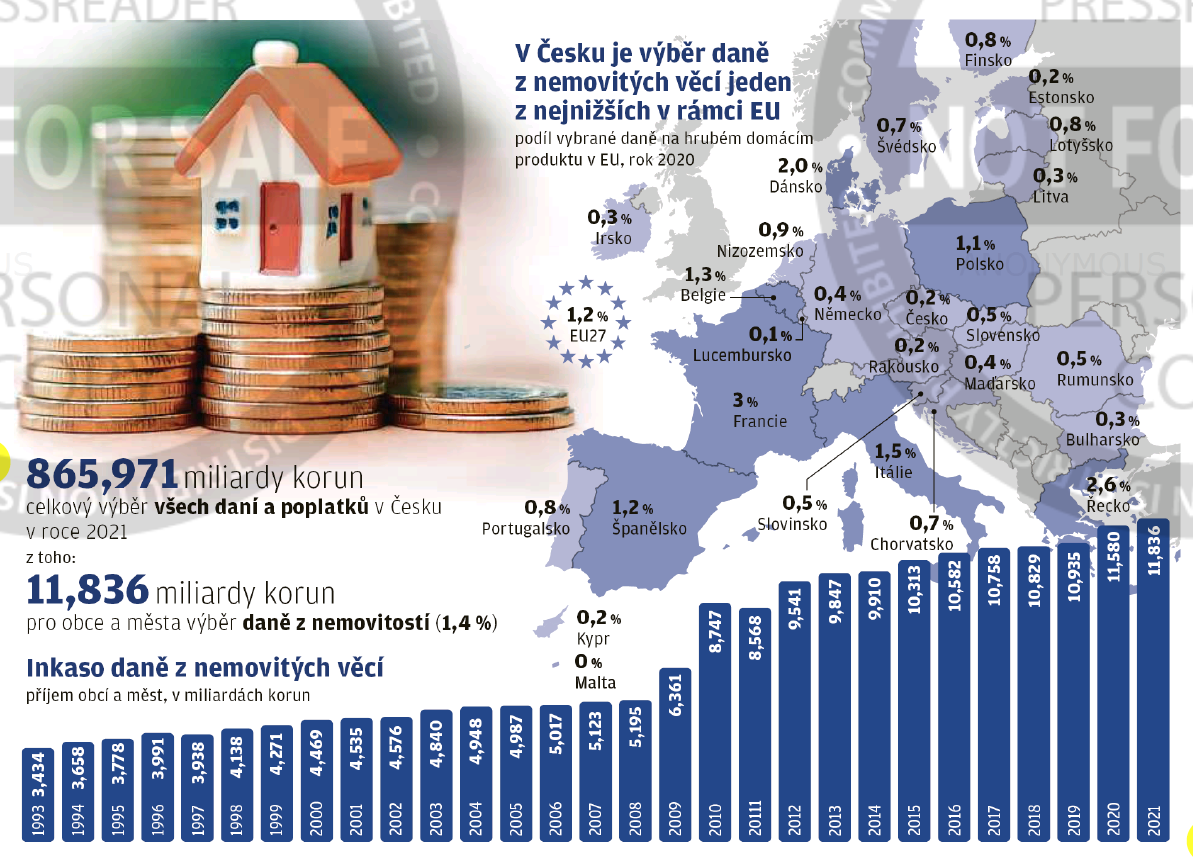 PRESSREADER
PRESSREADER
NOT FOR SALE
V Česku je výběr daně
z nemovitých věcí jeden
z nejnižších v rámci EU
podíl vybrané daně na hrubém domácím
produktu v EU, rok 2020
0,8 %
Finsko
0,2 %
Estonsko
0,7 %
Švédsko
0,8 %
Lotyšsko
2,0 %
Dánsko
0,3 %
Litva
0,3 %
Irsko
0,9 %
Nizozemsko
1,1 %
Polsko
1,3 %
Belgie
1,2 %
EU27
0,4 %
Německo
0,2 %
Česko
0,5 %
Slovensko
0,1 %
Lucembursko
0,2 %
Rakousko
0,4 %
Maďarsko
0,5 %
Rumunsko
3 %
Francie
0,3 %
Bulharsko
1,5 %
Itálie
2,6 %
Řecko
0,8 %
Portugalsko
1,2 %
Španělsko
0,5 %
Slovinsko
0,7 %
Chorvatsko
0,2 %
Kypr
0 %
Malta
865,971 miliardy korun
celkový výběr všech daní a poplatků v Česku
v roce 2021
z toho:
11,836 miliardy korun
pro obce a města výběr daně z nemovitostí (1,4 %)
Inkaso daně z nemovitých věcí
příjem obcí a měst, v miliardách korun
1993 3,434
1994 3,658
1995 3,778
1996 3,991
1997 3,938
1998 4,138
1999 4,271
2000 4,469
2001 4,535
2002 4,576
2003 4,840
2004 4,948
2005 4,987
2006 5,017
2007 5,123
2008 5,195
2009 6,361
2010 8,747
20111 8,568
2012 9,541
2013 9,847
2014 9,910
2015 10,313
2016 10,582
2017 10,758
2018 10,829
2019 10,935
2020 11,580
2021 11,836